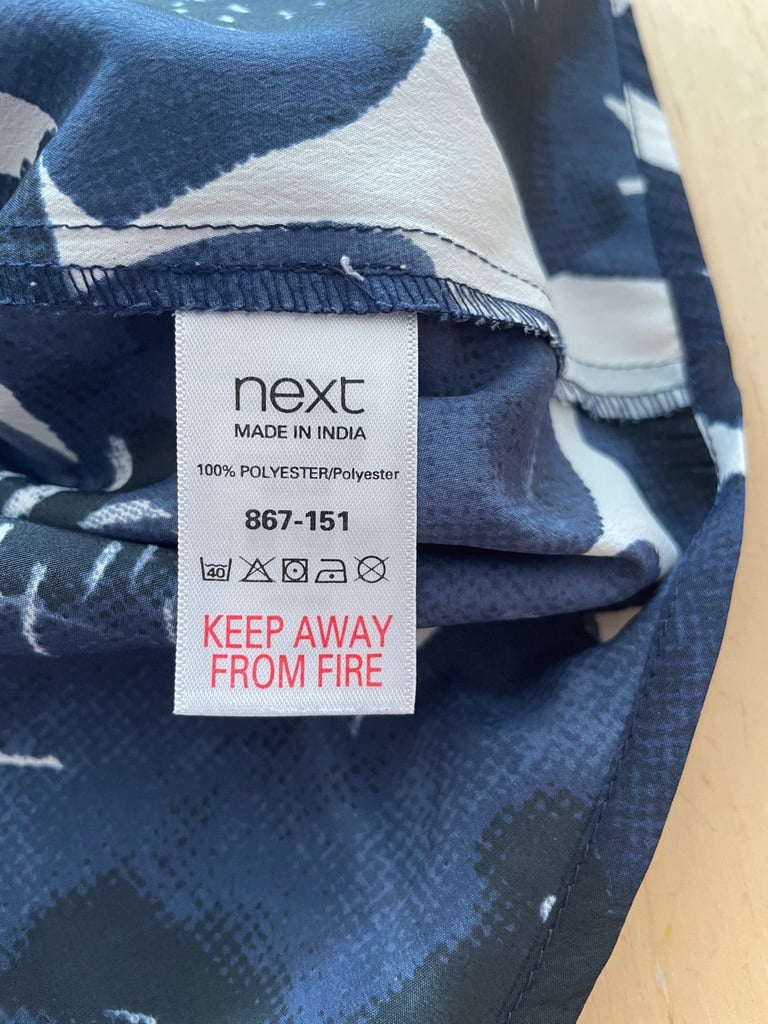 next
MADE IN INDIA
100% POLYESTER/Polyester
867-151
40
KEEP AWAY
FROM FIRE